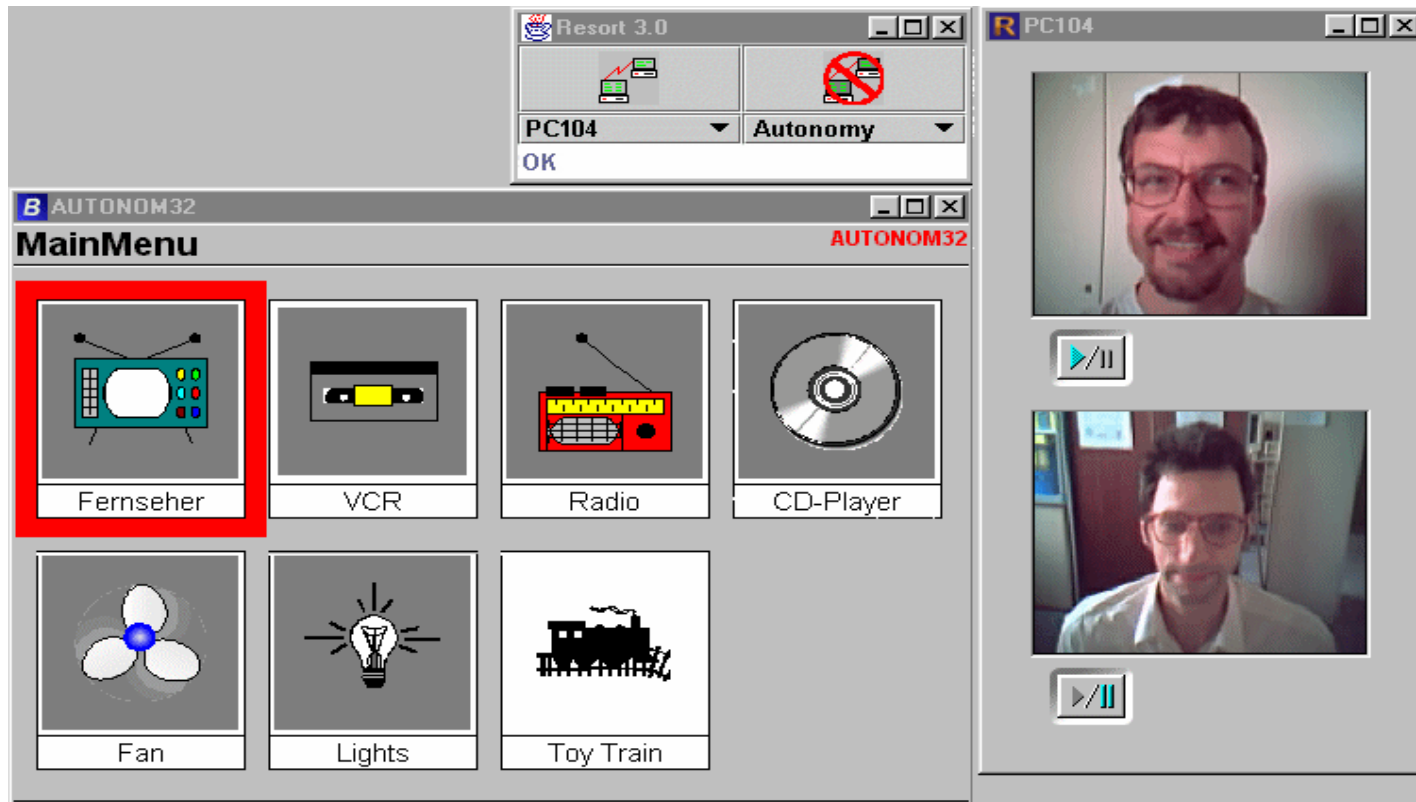 Resort 3.0
PC104
Autonomy
OK
AUTONOM32
MainMenu
AUTONOM32
Fernseher
VCR
Radio
CD-Player
Fan
Lights
Toy Train
PC104